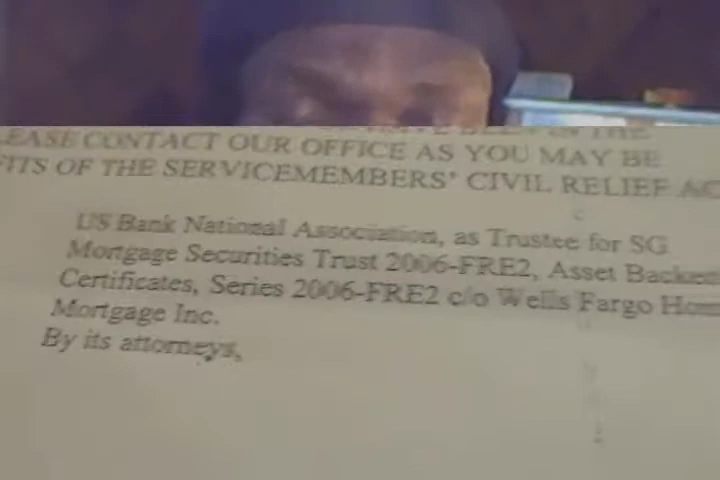 EASE CONTACT OUR OFFICE AS YOU MAY BE
FITS OF THE SERVICEMEMBERS' CIVIL RELIEF AC
US Bank National Association, as Trustee for SG
Mortgage Securities Trust 2006-FRE2, Asset Backed
Certificates, Series 2006-FRE2 c/o Wells Fargo Hom
Mortgage Inc.
By its attorneys,